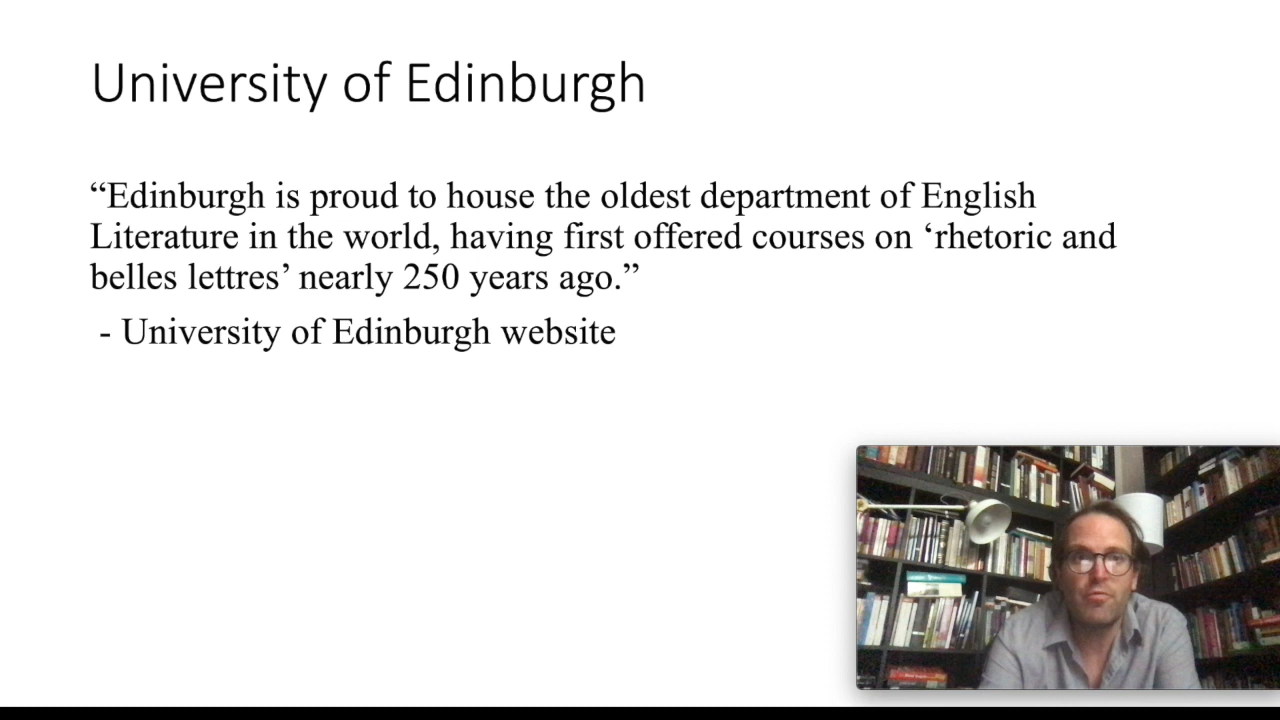 University of Edinburgh
“Edinburgh is proud to house the oldest department of English
Literature in the world, having first offered courses on ‘rhetoric and
belles lettres’ nearly 250 years ago.”
- University of Edinburgh website